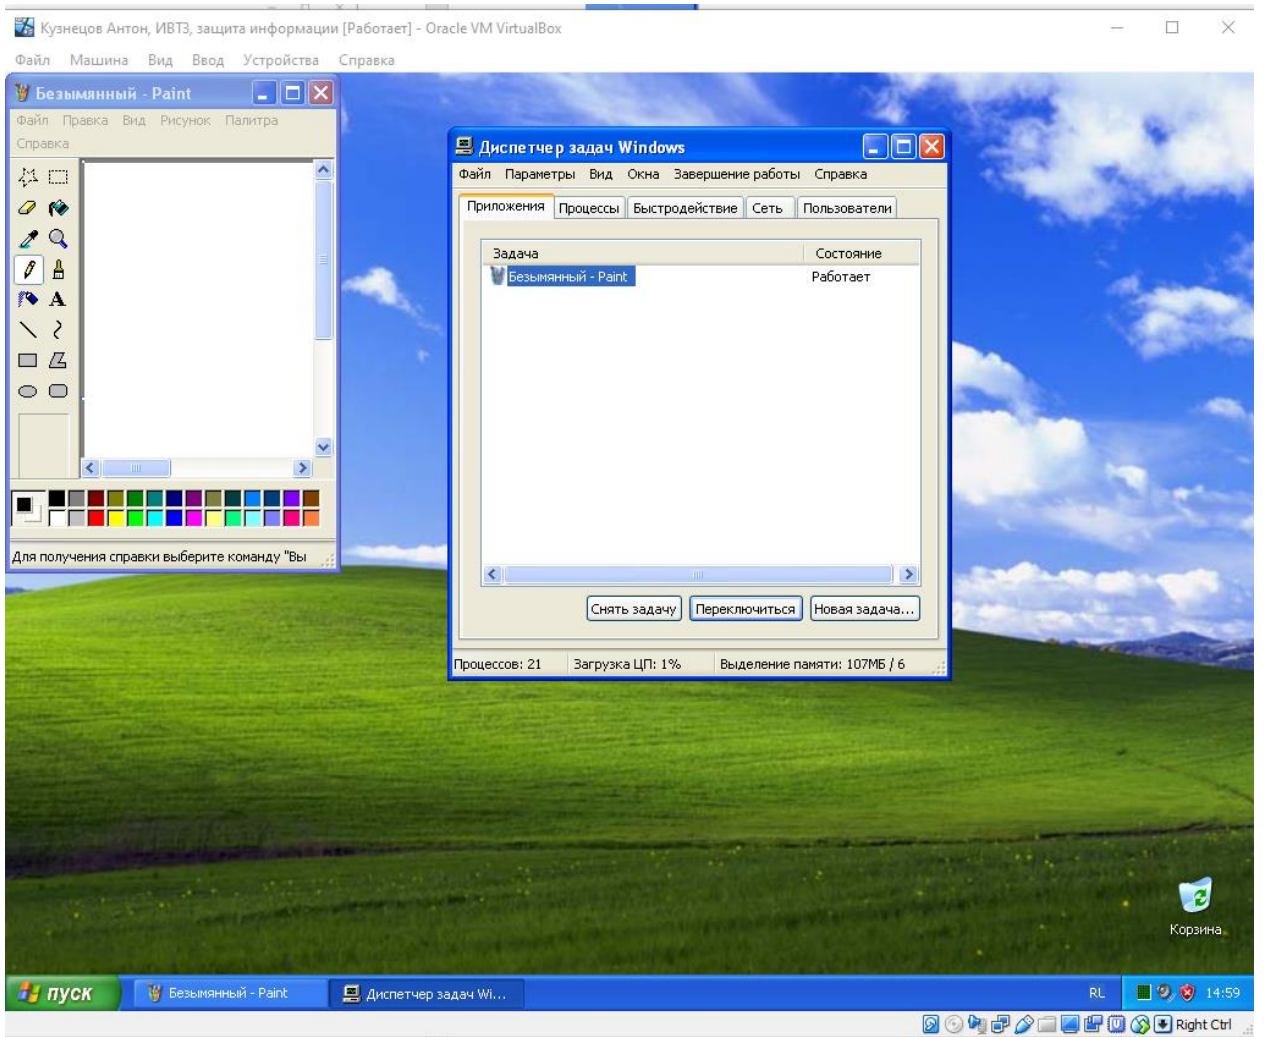 Кузнецов Антон, ИВТ3, защита информации [Работает] - Oracle VM VirtualBox
Файл Машина Вид Ввод Устройства Справка
Безымянный - Paint
Файл Правка Вид Рисунок Палитра
Справка
A
Для получения справки выберите команду "Вы
Диспетчер задач Windows
Файл Параметры Вид Окна Завершение работы Справка
Приложения Процессы Быстродействие Сеть Пользователи
Задача Состояние
Безымянный - Paint Работает
Снять задачу Переключиться Новая задача...
Процессов: 21 Загрузка ЦП: 1% Выделение памяти: 107МБ / 6
Корзина
пуск Безымянный - Paint Диспетчер задач Wi... RL 14:59
Right Ctrl